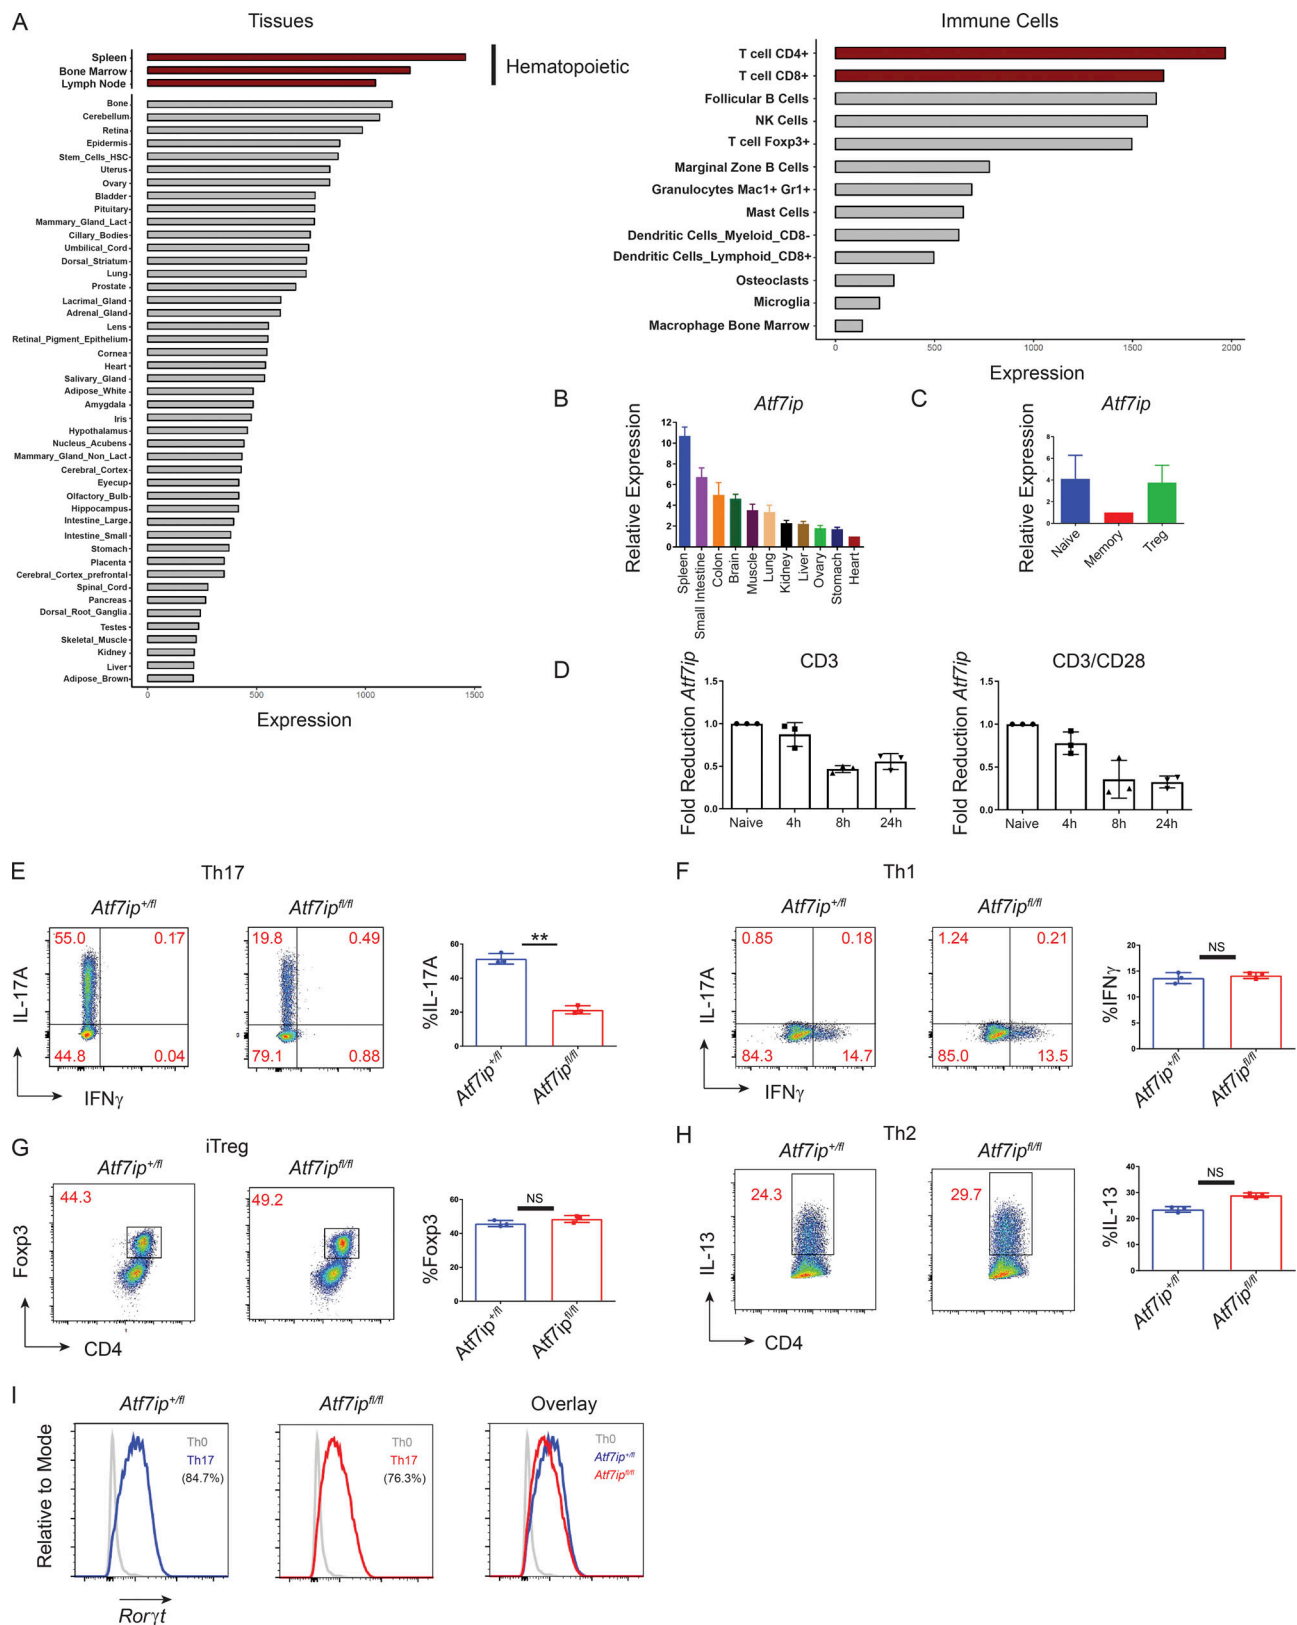 A
Tissues
Spleen
Bone Marrow
Lymph Node
Hematopoietic
Bone
Cerebellum
Retina
Epidermis
Stem_Cells_HSC
Uterus
Ovary
Bladder
Pituitary
Mammary_Gland_Lact
Cillary_Bodies
Umbilical_Cord
Dorsal_Striatum
Lung
Prostate
Lacrimal_Gland
Adrenal_Gland
Lens
Retinal_Pigment_Epithelium
Cornea
Heart
Salivary_Gland
Adipose_White
Amygdala
Iris
Hypothalamus
Nucleus_Acubens
Mammary_Gland_Non_Lact
Cerebral_Cortex
Eyecup
Olfactory_Bulb
Hippocampus
Intestine_Large
Intestine_Small
Stomach
Placenta
Cerebral_Cortex_prefrontal
Spinal_Cord
Pancreas
Dorsal_Root_Ganglia
Testes
Skeletal_Muscle
Kidney
Liver
Adipose_Brown
0 500 1000 1500
Expression
Immune Cells
T cell CD4+
T cell CD8+
Follicular B Cells
NK Cells
T cell Foxp3+
Marginal Zone B Cells
Granulocytes Mac1+ Gr1+
Mast Cells
Dendritic Cells_Myeloid_CD8-
Dendritic Cells_Lymphoid_CD8+
Osteoclasts
Microglia
Macrophage Bone Marrow
0 500 1000 1500 2000
Expression
B
Atf7ip
Relative Expression
12
10
8
6
4
2
0
Spleen
Small Intestine
Colon
Brain
Muscle
Lung
Kidney
Liver
Ovary
Stomach
Heart
C
Atf7ip
Relative Expression
8
6
4
2
0
Naive
Memory
Treg
D
CD3
Fold Reduction Atf7ip
1.5
1.0
0.5
0.0
Naive 4h 8h 24h
CD3/CD28
Fold Reduction Atf7ip
1.5
1.0
0.5
0.0
Naive 4h 8h 24h
E
Th17
Atf7ip+/fl
Atf7ipfl/fl
55.0 0.17
44.8 0.04
19.8 0.49
79.1 0.88
IL-17A
IFNγ
%IL-17A
60
40
20
0
**
Atf7ip+/fl
Atf7ipfl/fl
F
Th1
Atf7ip+/fl
Atf7ipfl/fl
0.85 0.18
84.3 14.7
1.24 0.21
85.0 13.5
IL-17A
IFNγ
%IFNγ
20
15
10
5
0
NS
Atf7ip+/fl
Atf7ipfl/fl
G
iTreg
Atf7ip+/fl
Atf7ipfl/fl
44.3
49.2
Foxp3
CD4
%Foxp3
60
40
20
0
NS
Atf7ip+/fl
Atf7ipfl/fl
H
Th2
Atf7ip+/fl
Atf7ipfl/fl
24.3
29.7
IL-13
CD4
%IL-13
40
30
20
10
0
NS
Atf7ip+/fl
Atf7ipfl/fl
I
Atf7ip+/fl
Th0
Th17
(84.7%)
Atf7ipfl/fl
Th0
Th17
(76.3%)
Overlay
Th0
Atf7ip+/fl
Atf7ipfl/fl
Relative to Mode
Rorγt